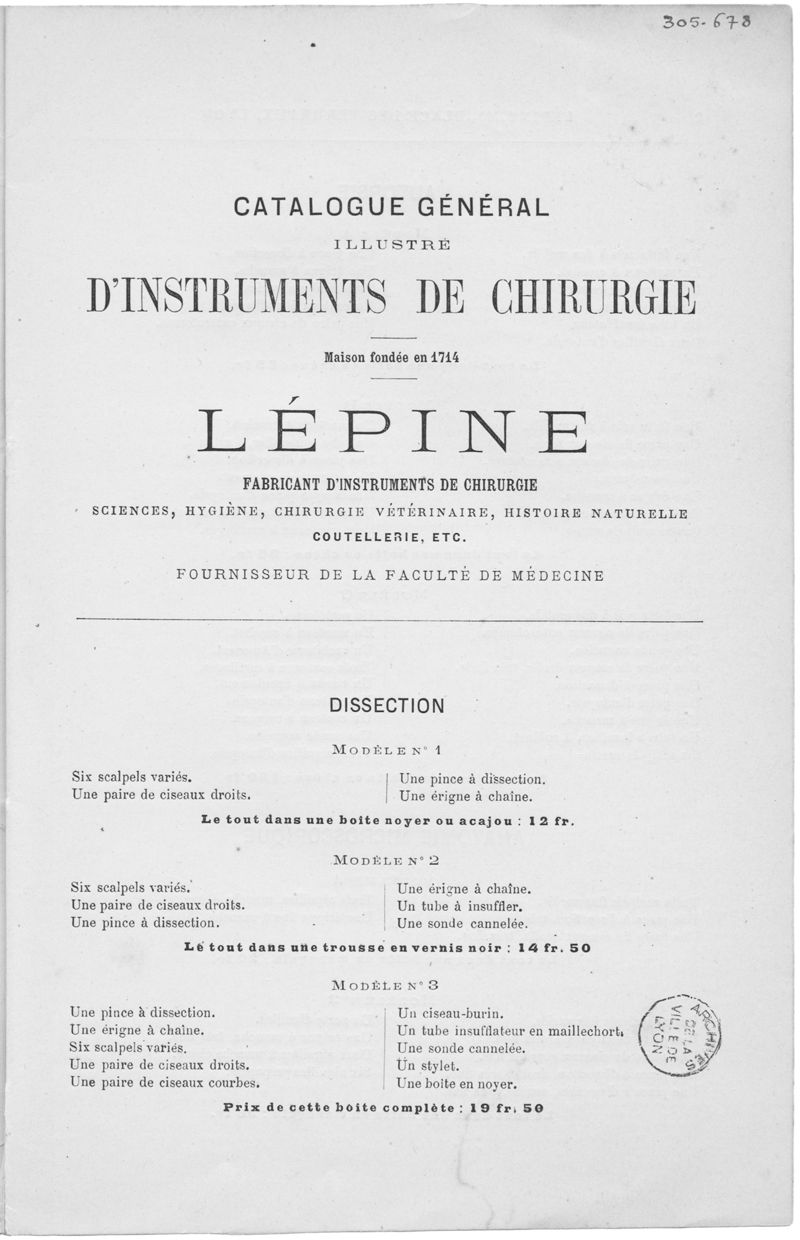 305-678
CATALOGUE GÉNÉRAL
ILLUSTRÉ
D'INSTRUMENTS DE CHIRURGIE
Maison fondée en 1714
LÉPINE
FABRICANT D'INSTRUMENTS DE CHIRURGIE
SCIENCES, HYGIÈNE, CHIRURGIE VÉTÉRINAIRE, HISTOIRE NATURELLE
COUTELLERIE, ETC.
FOURNISSEUR DE LA FACULTÉ DE MÉDECINE
DISSECTION
MODÈLE N° 1
Six scalpels variés.
Une paire de ciseaux droits.
Une pince à dissection.
Une érigne à chaîne.
Le tout dans une boîte noyer ou acajou : 12 fr.
MODÈLE N° 2
Six scalpels variés.
Une paire de ciseaux droits.
Une pince à dissection.
Une érigne à chaîne.
Un tube à insuffler.
Une sonde cannelée.
Le tout dans une trousse en vernis noir : 14 fr. 50
MODÈLE N° 3
Une pince à dissection.
Une érigne à chaîne.
Six scalpels variés.
Une paire de ciseaux droits.
Une paire de ciseaux courbes.
Un ciseau-burin.
Un tube insufflateur en maillechort.
Une sonde cannelée.
Un stylet.
Une boîte en noyer.
Prix de cette boîte complète : 19 fr. 50
ARCHIVES
DE LA
VILLE DE
LYON